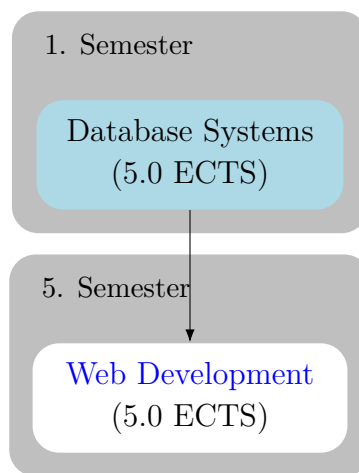 1. Semester
Database Systems
(5.0 ECTS)
5. Semester
Web Development
(5.0 ECTS)